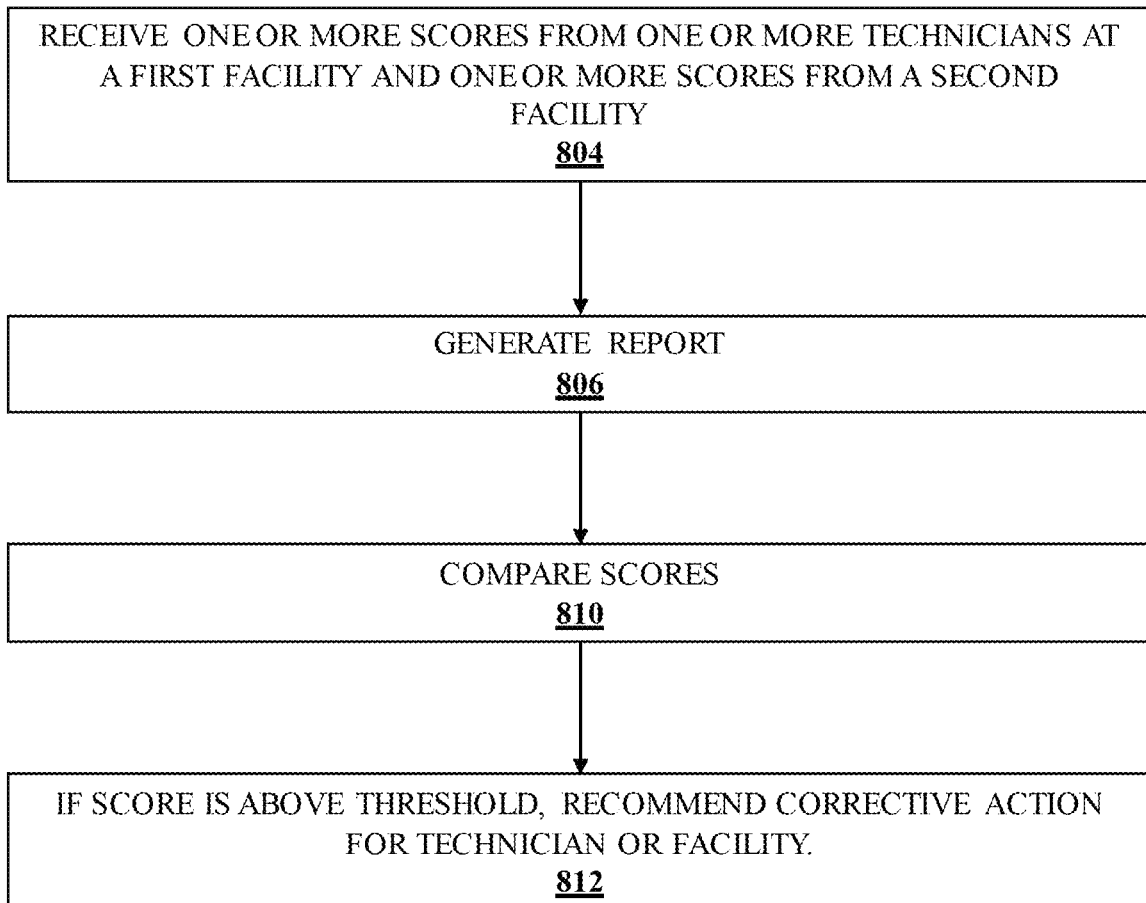 RECEIVE ONE OR MORE SCORES FROM ONE OR MORE TECHNICIANS AT
A FIRST FACILITY AND ONE OR MORE SCORES FROM A SECOND
FACILITY
804
GENERATE REPORT
806
COMPARE SCORES
810
IF SCORE IS ABOVE THRESHOLD, RECOMMEND CORRECTIVE ACTION
FOR TECHNICIAN OR FACILITY.
812